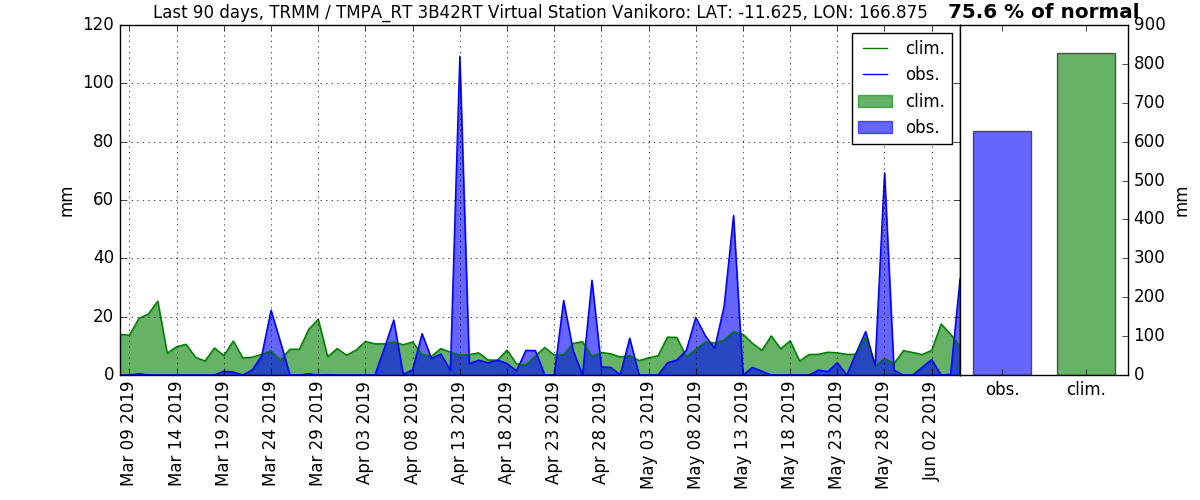 Last 90 days, TRMM / TMPA_RT 3B42RT Virtual Station Vanikoro: LAT: -11.625, LON: 166.875
75.6 % of normal
120
100
80
60
40
20
0
mm
clim.
obs.
clim.
obs.
900
800
700
600
500
400
300
200
100
0
mm
obs.
clim.
Mar 09 2019
Mar 14 2019
Mar 19 2019
Mar 24 2019
Mar 29 2019
Apr 03 2019
Apr 08 2019
Apr 13 2019
Apr 18 2019
Apr 23 2019
Apr 28 2019
May 03 2019
May 08 2019
May 13 2019
May 18 2019
May 23 2019
May 28 2019
Jun 02 2019